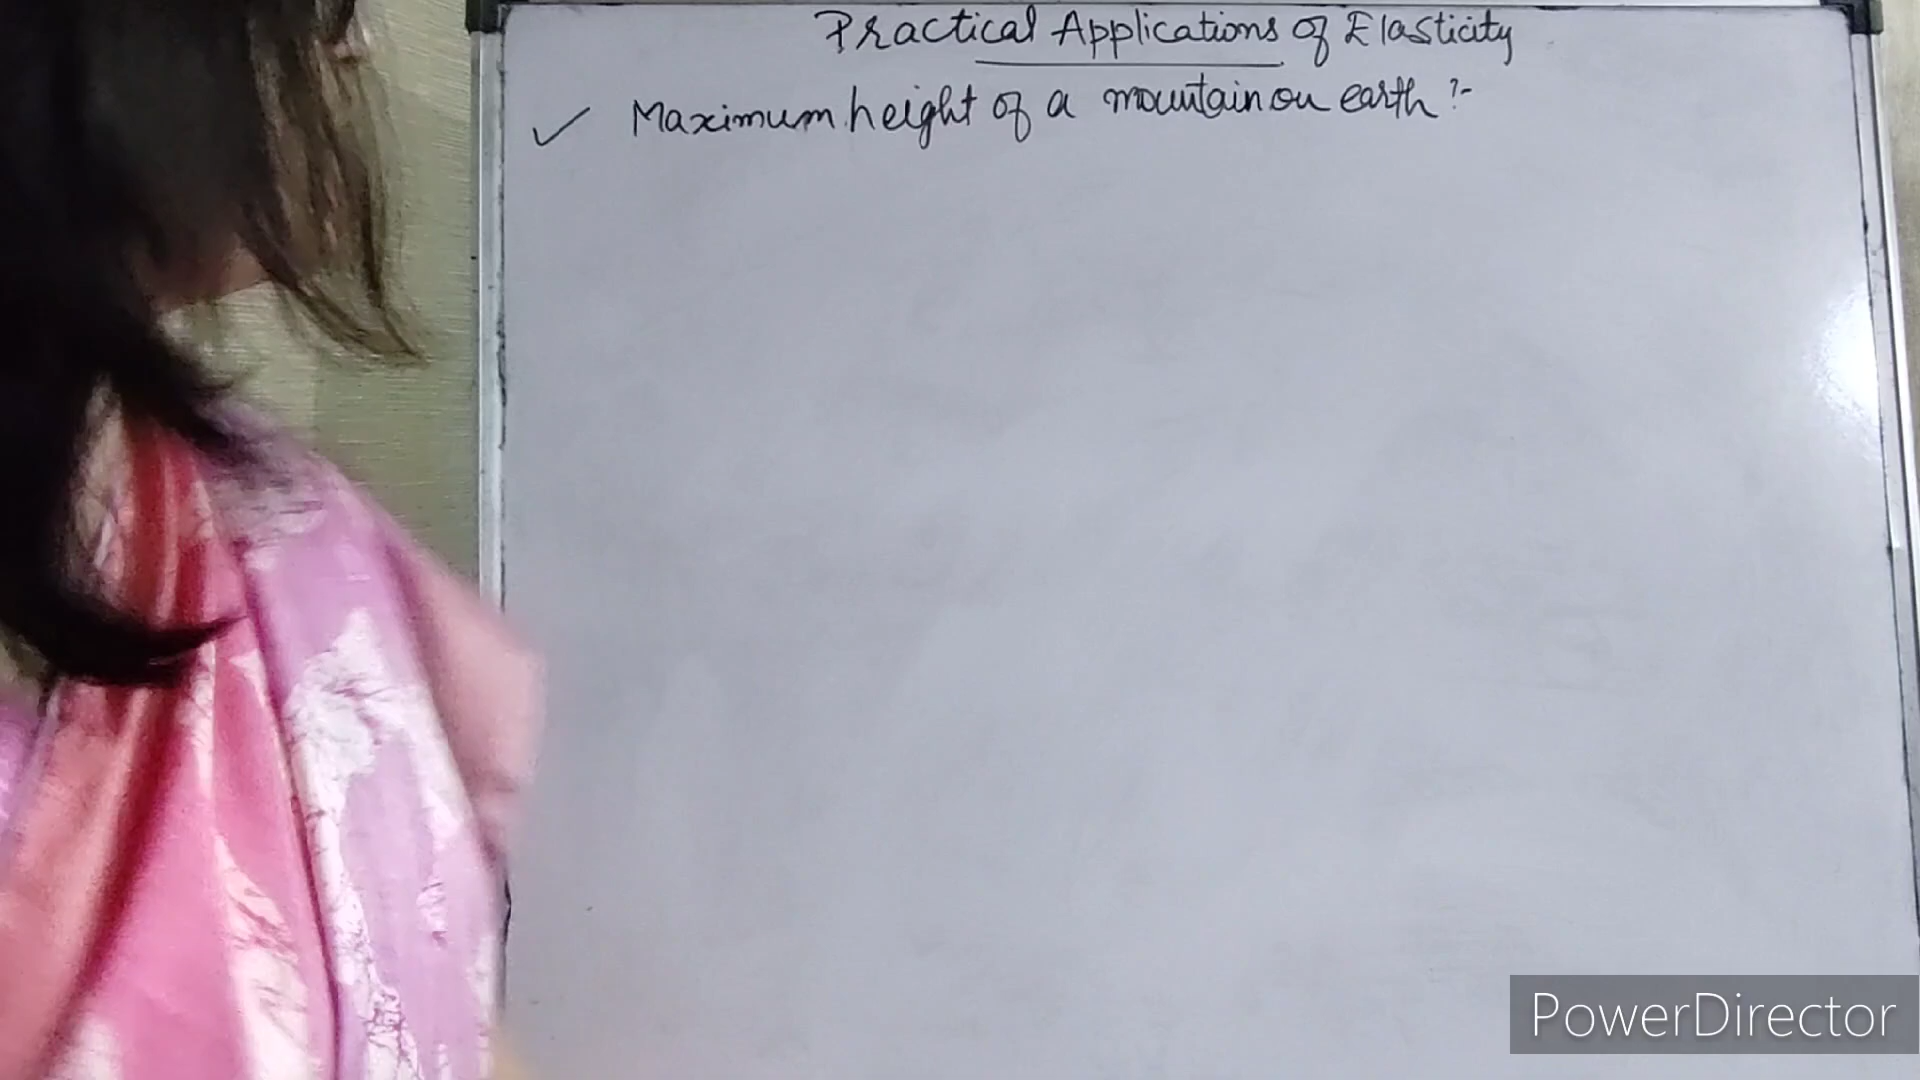 Practical Applications of Elasticity
✓ Maximum height of a mountain on earth :-
PowerDirector